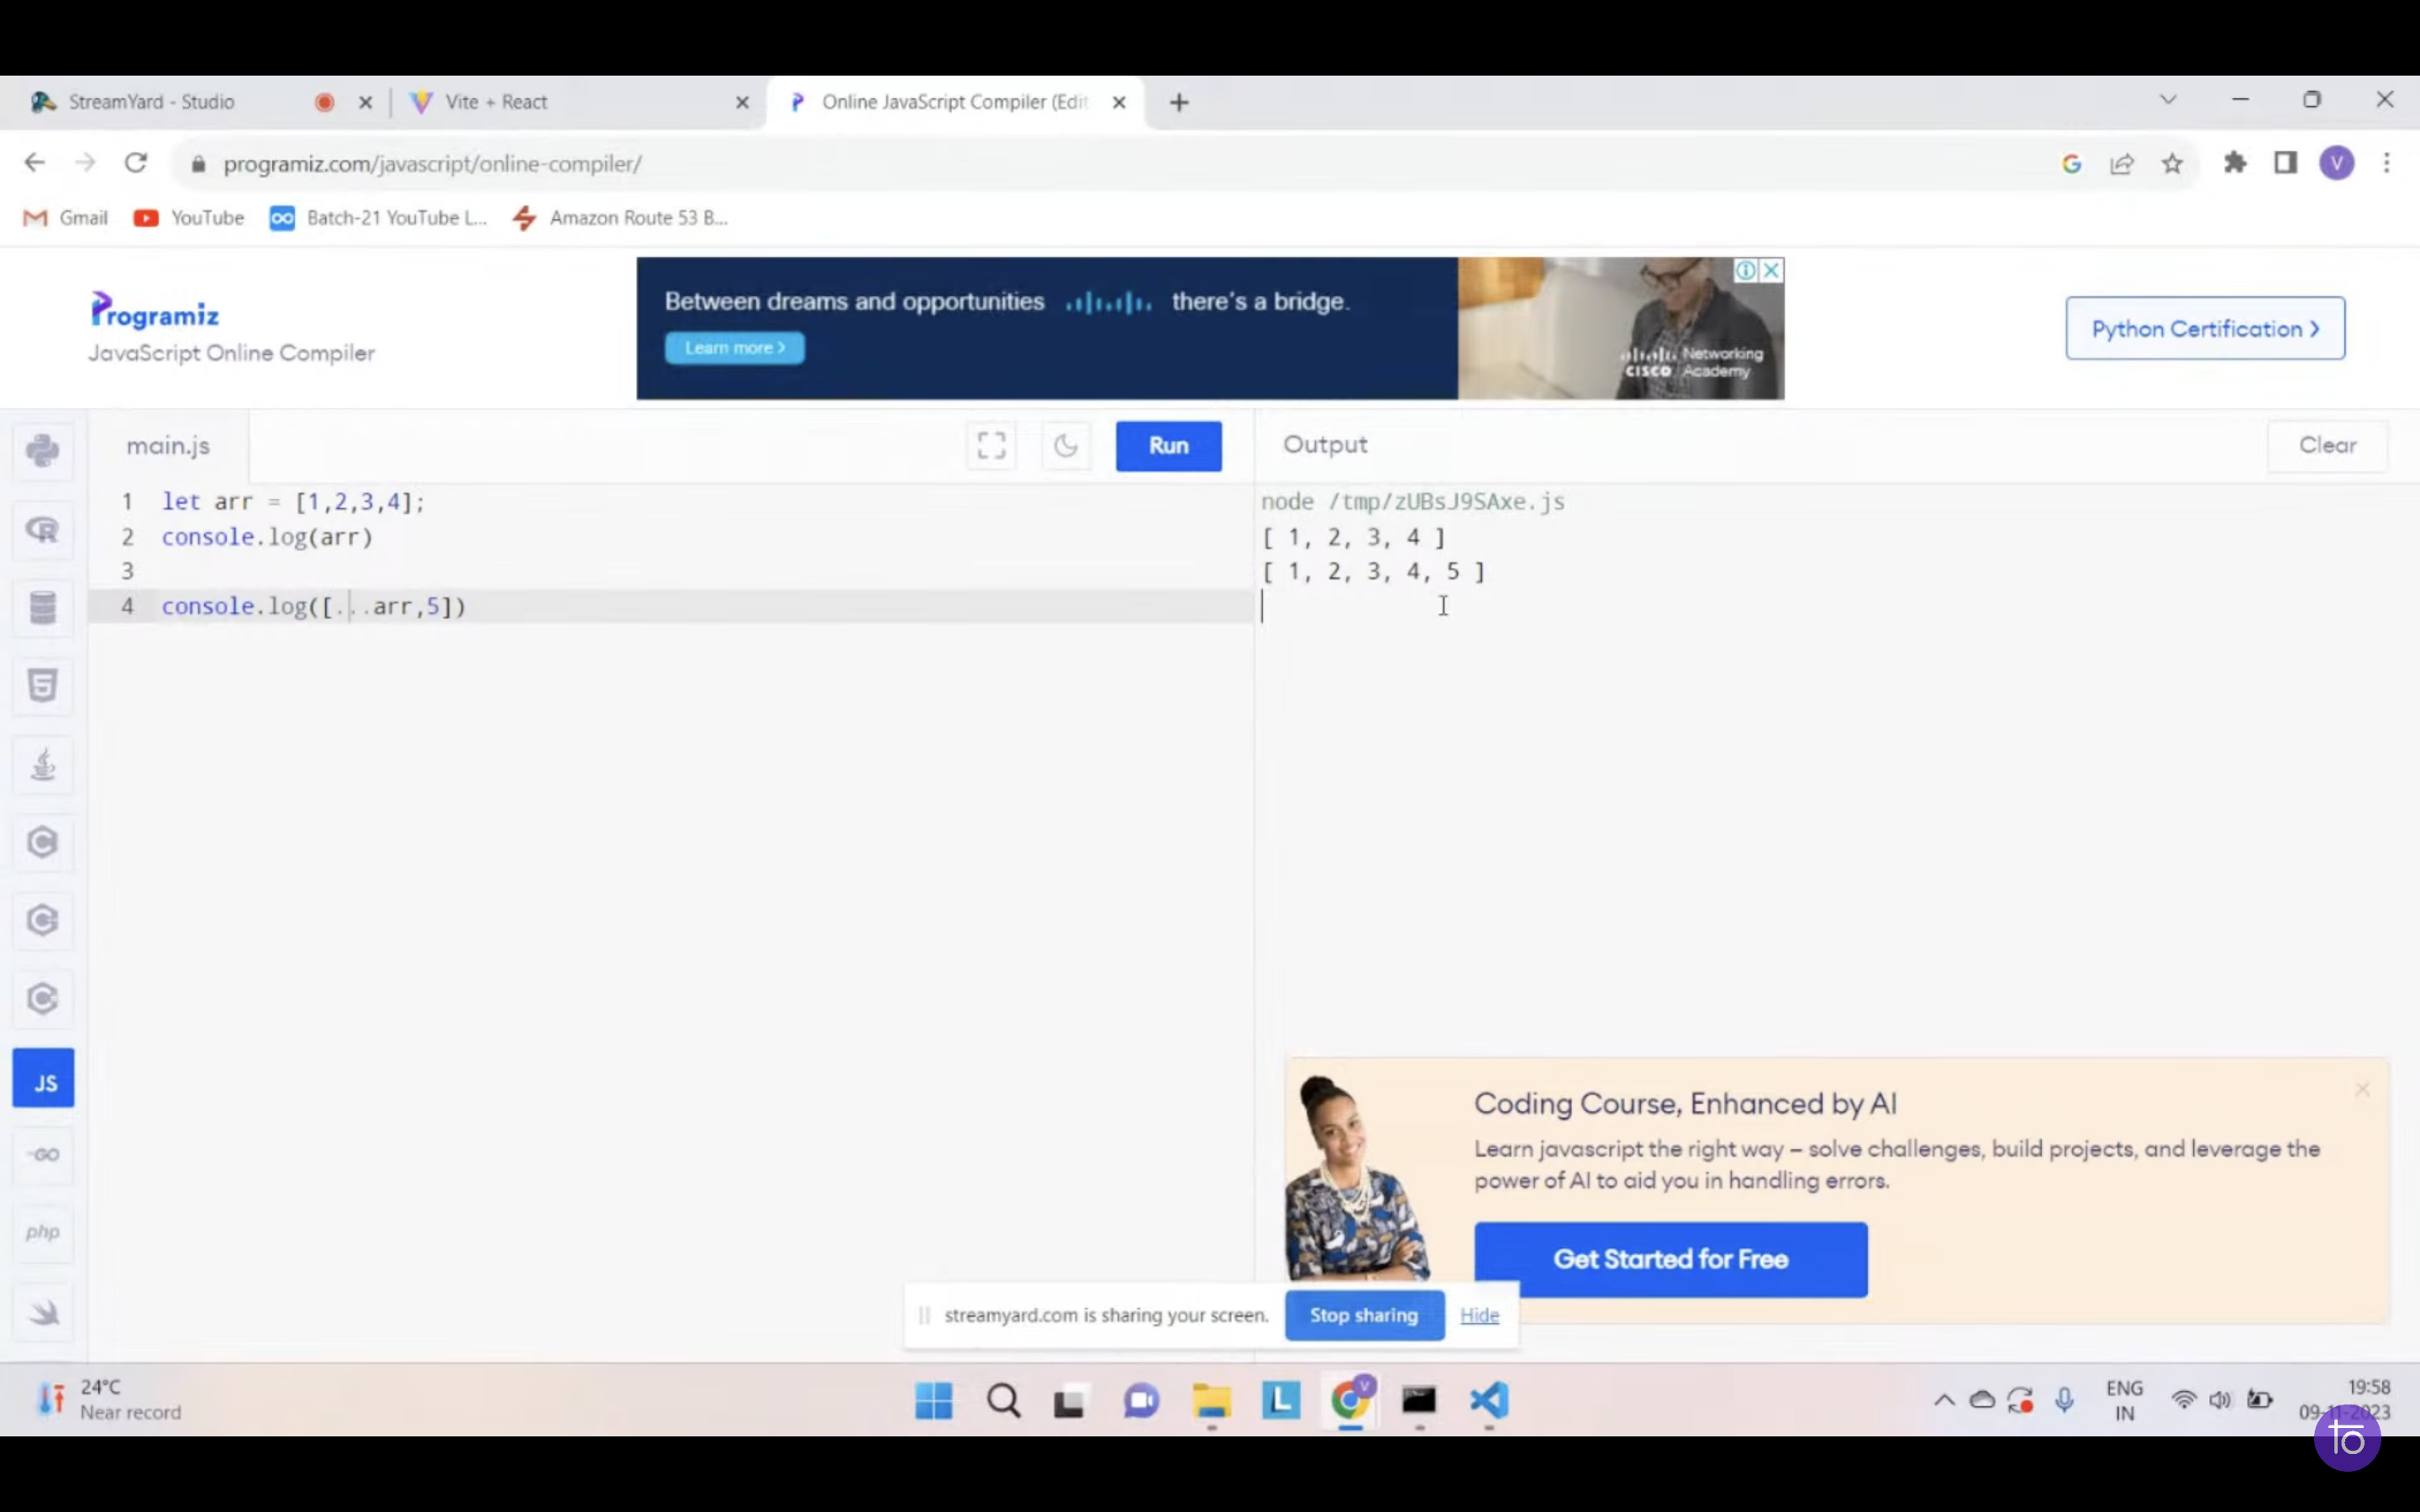 StreamYard - Studio
Vite + React
Online JavaScript Compiler (Edit
programiz.com/javascript/online-compiler/
G
V
Gmail
YouTube
Batch-21 YouTube L...
Amazon Route 53 B...
Programiz
JavaScript Online Compiler
Between dreams and opportunities there's a bridge.
Learn more >
Networking
CISCO Academy
Python Certification >
main.js
Run
Output
Clear
1 let arr = [1,2,3,4];
2 console.log(arr)
3
4 console.log([...arr,5])
node /tmp/zUBsJ9SAxe.js
[ 1, 2, 3, 4 ]
[ 1, 2, 3, 4, 5 ]
R
5
C
C
C
JS
GO
php
Coding Course, Enhanced by AI
Learn javascript the right way – solve challenges, build projects, and leverage the
power of AI to aid you in handling errors.
Get Started for Free
streamyard.com is sharing your screen.
Stop sharing
Hide
24°C
Near record
L
V
ENG
IN
19:58
09-11-2023